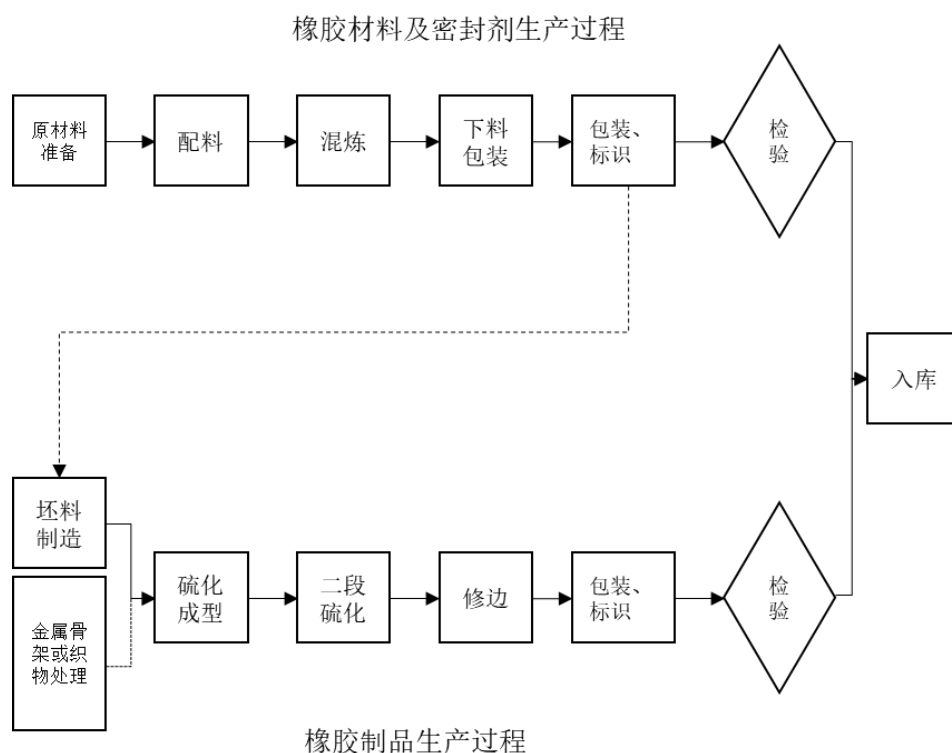 橡胶材料及密封剂生产过程
原材料
准备
配料
混炼
下料
包装
包装、
标识
检
验
入库
坯料
制造
金属骨
架或织
物处理
硫化
成型
二段
硫化
修边
包装、
标识
检
验
橡胶制品生产过程